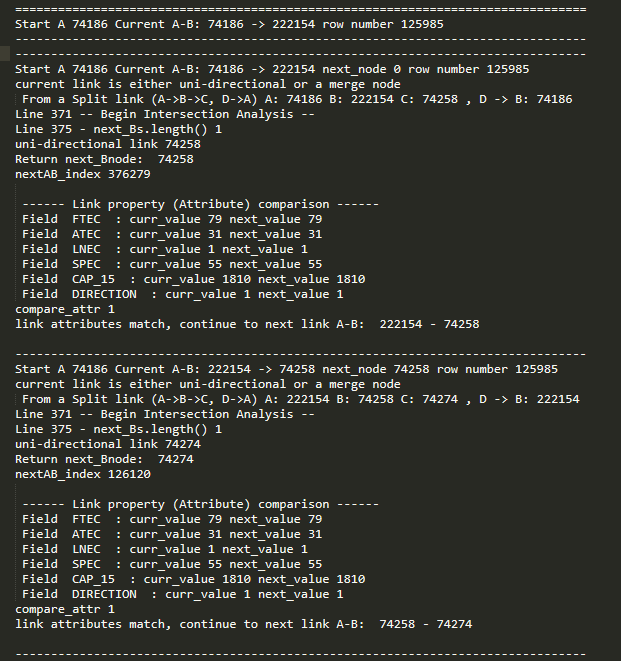 =================================================================================
Start A 74186 Current A-B: 74186 -> 222154 row number 125985
---------------------------------------------------------------------------------
---------------------------------------------------------------------------------
Start A 74186 Current A-B: 74186 -> 222154 next_node 0 row number 125985
current link is either uni-directional or a merge node
From a Split link (A->B->C, D->A) A: 74186 B: 222154 C: 74258 , D -> B: 74186
Line 371 -- Begin Intersection Analysis --
Line 375 - next_Bs.length() 1
uni-directional link 74258
Return next_Bnode:  74258
nextAB_index 376279
------ Link property (Attribute) comparison ------
Field  FTEC  : curr_value 79 next_value 79
Field  ATEC  : curr_value 31 next_value 31
Field  LNEC  : curr_value 1 next_value 1
Field  SPEC  : curr_value 55 next_value 55
Field  CAP_15  : curr_value 1810 next_value 1810
Field  DIRECTION  : curr_value 1 next_value 1
compare_attr 1
link attributes match, continue to next link A-B:  222154 - 74258
---------------------------------------------------------------------------------
Start A 74186 Current A-B: 222154 -> 74258 next_node 74258 row number 125985
current link is either uni-directional or a merge node
From a Split link (A->B->C, D->A) A: 222154 B: 74258 C: 74274 , D -> B: 222154
Line 371 -- Begin Intersection Analysis --
Line 375 - next_Bs.length() 1
uni-directional link 74274
Return next_Bnode:  74274
nextAB_index 126120
------ Link property (Attribute) comparison ------
Field  FTEC  : curr_value 79 next_value 79
Field  ATEC  : curr_value 31 next_value 31
Field  LNEC  : curr_value 1 next_value 1
Field  SPEC  : curr_value 55 next_value 55
Field  CAP_15  : curr_value 1810 next_value 1810
Field  DIRECTION  : curr_value 1 next_value 1
compare_attr 1
link attributes match, continue to next link A-B:  74258 - 74274
---------------------------------------------------------------------------------